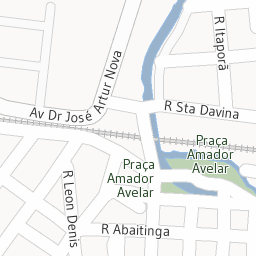 R Itaporã
Av Dr José Artur Nova
R Sta Davina
Praça
Amador
Avelar
Praça
Amador
Avelar
R Leon Denis
R Abaitinga